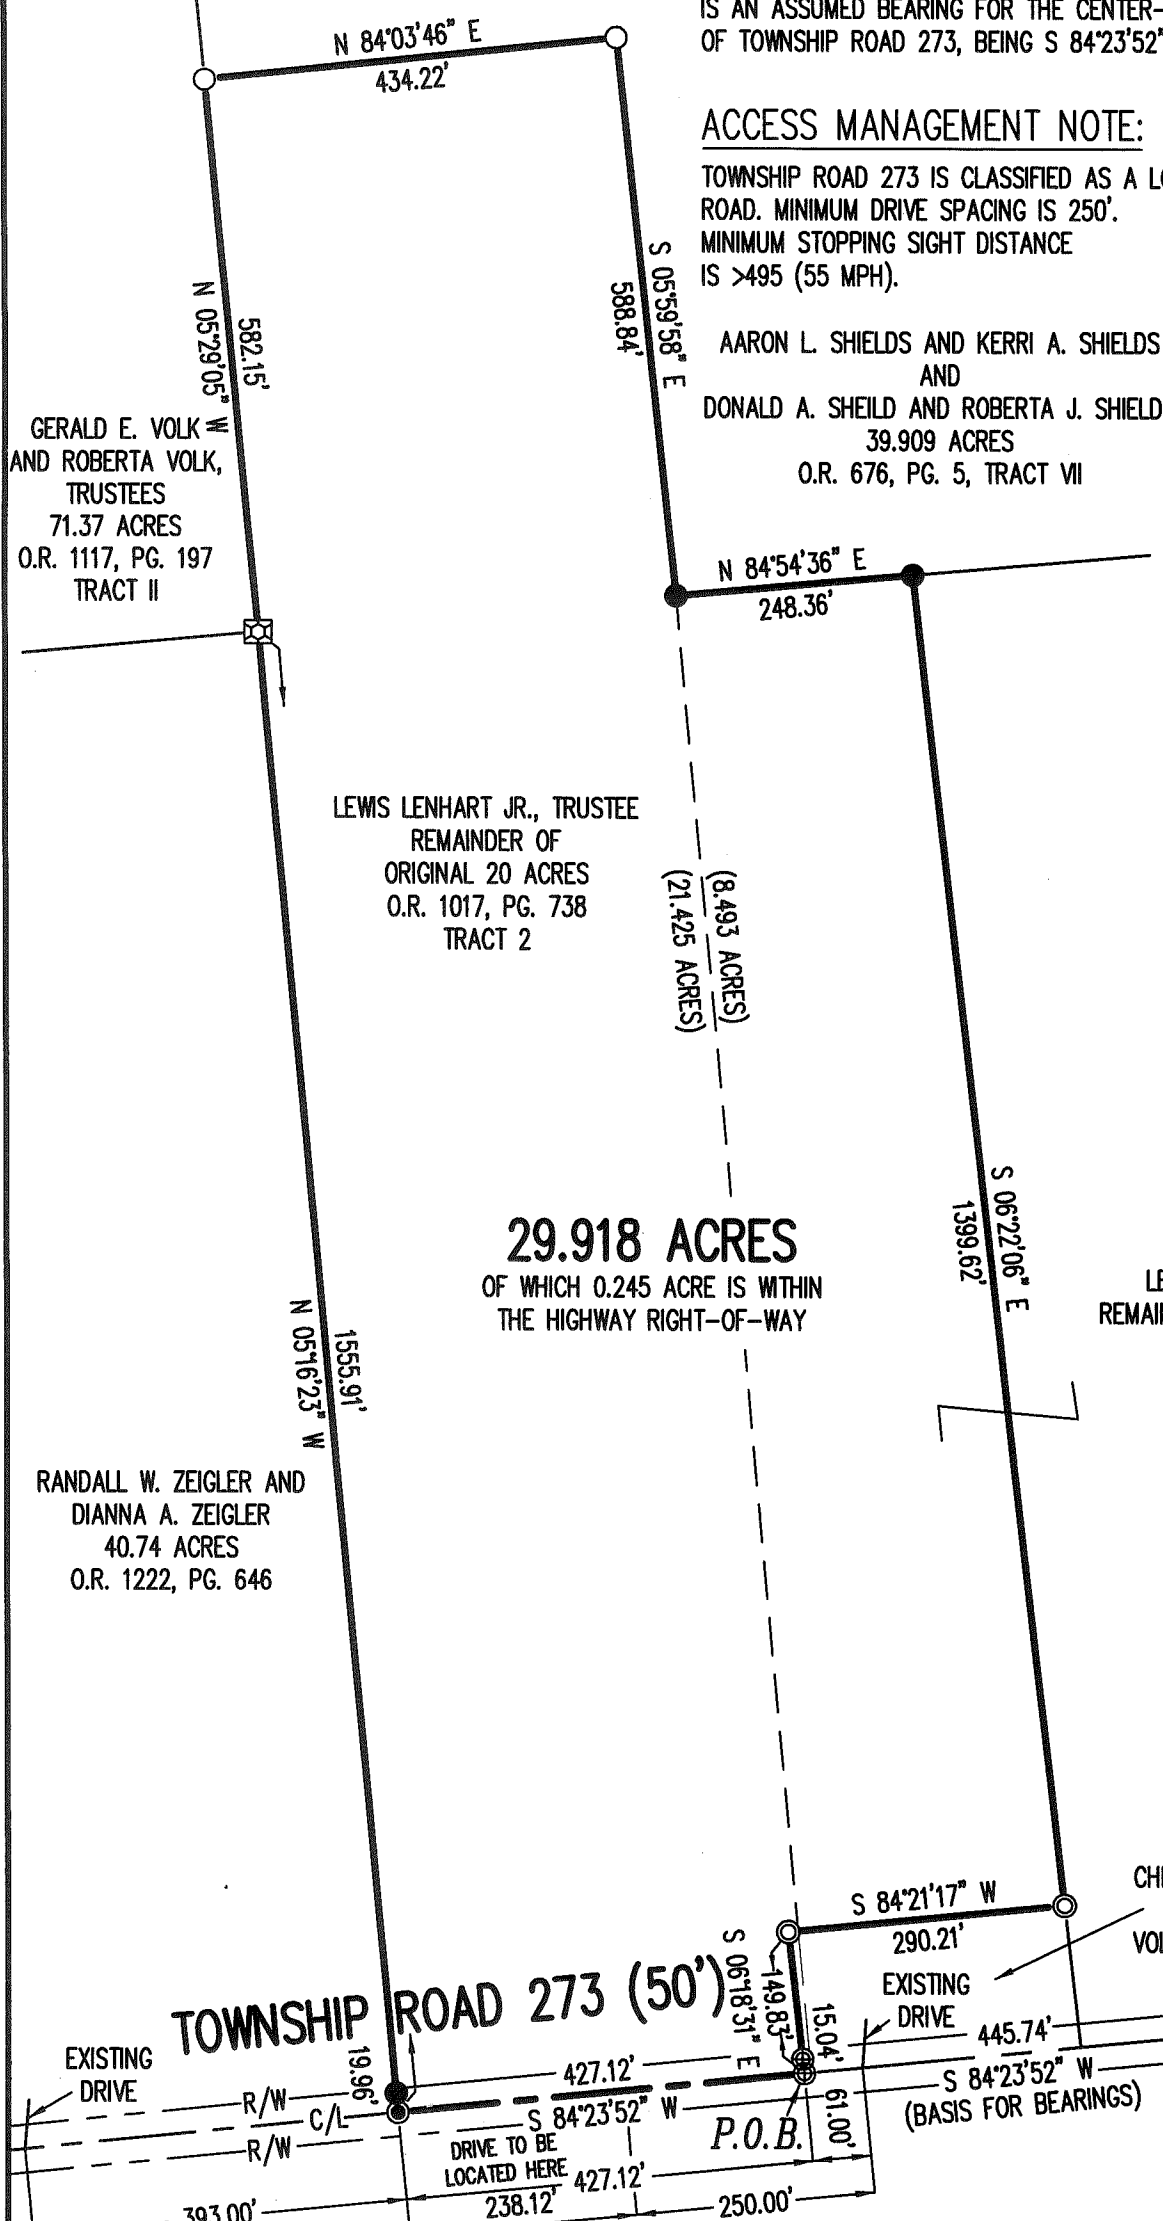 IS AN ASSUMED BEARING FOR THE CENTER-
OF TOWNSHIP ROAD 273, BEING S 84°23'52"
N 84°03'46" E
434.22'
ACCESS MANAGEMENT NOTE:
TOWNSHIP ROAD 273 IS CLASSIFIED AS A LO
ROAD. MINIMUM DRIVE SPACING IS 250'.
MINIMUM STOPPING SIGHT DISTANCE
IS >495 (55 MPH).
S 05°59'58" E
588.84'
582.15'
N 05°29'05" W
AARON L. SHIELDS AND KERRI A. SHIELDS
AND
DONALD A. SHEILD AND ROBERTA J. SHIELD
39.909 ACRES
O.R. 676, PG. 5, TRACT VII
GERALD E. VOLK
AND ROBERTA VOLK,
TRUSTEES
71.37 ACRES
O.R. 1117, PG. 197
TRACT II
N 84°54'36" E
248.36'
LEWIS LENHART JR., TRUSTEE
REMAINDER OF
ORIGINAL 20 ACRES
O.R. 1017, PG. 738
TRACT 2
(8.493 ACRES)
(21.425 ACRES)
S 06°22'06" E
1399.62'
29.918 ACRES
OF WHICH 0.245 ACRE IS WITHIN
THE HIGHWAY RIGHT-OF-WAY
LE
REMAI
1555.91'
N 05°16'23" W
RANDALL W. ZEIGLER AND
DIANNA A. ZEIGLER
40.74 ACRES
O.R. 1222, PG. 646
S 84°21'17" W
290.21'
CH
VOL
149.83'
S 06°18'31" E
15.04'
EXISTING
DRIVE
TOWNSHIP ROAD 273 (50')
EXISTING
DRIVE
19.96'
427.12'
445.74'
S 84°23'52" W
S 84°23'52" W
(BASIS FOR BEARINGS)
R/W
C/L
R/W
P.O.B.
61.00'
DRIVE TO BE
LOCATED HERE
427.12'
393.00'
238.12'
250.00'